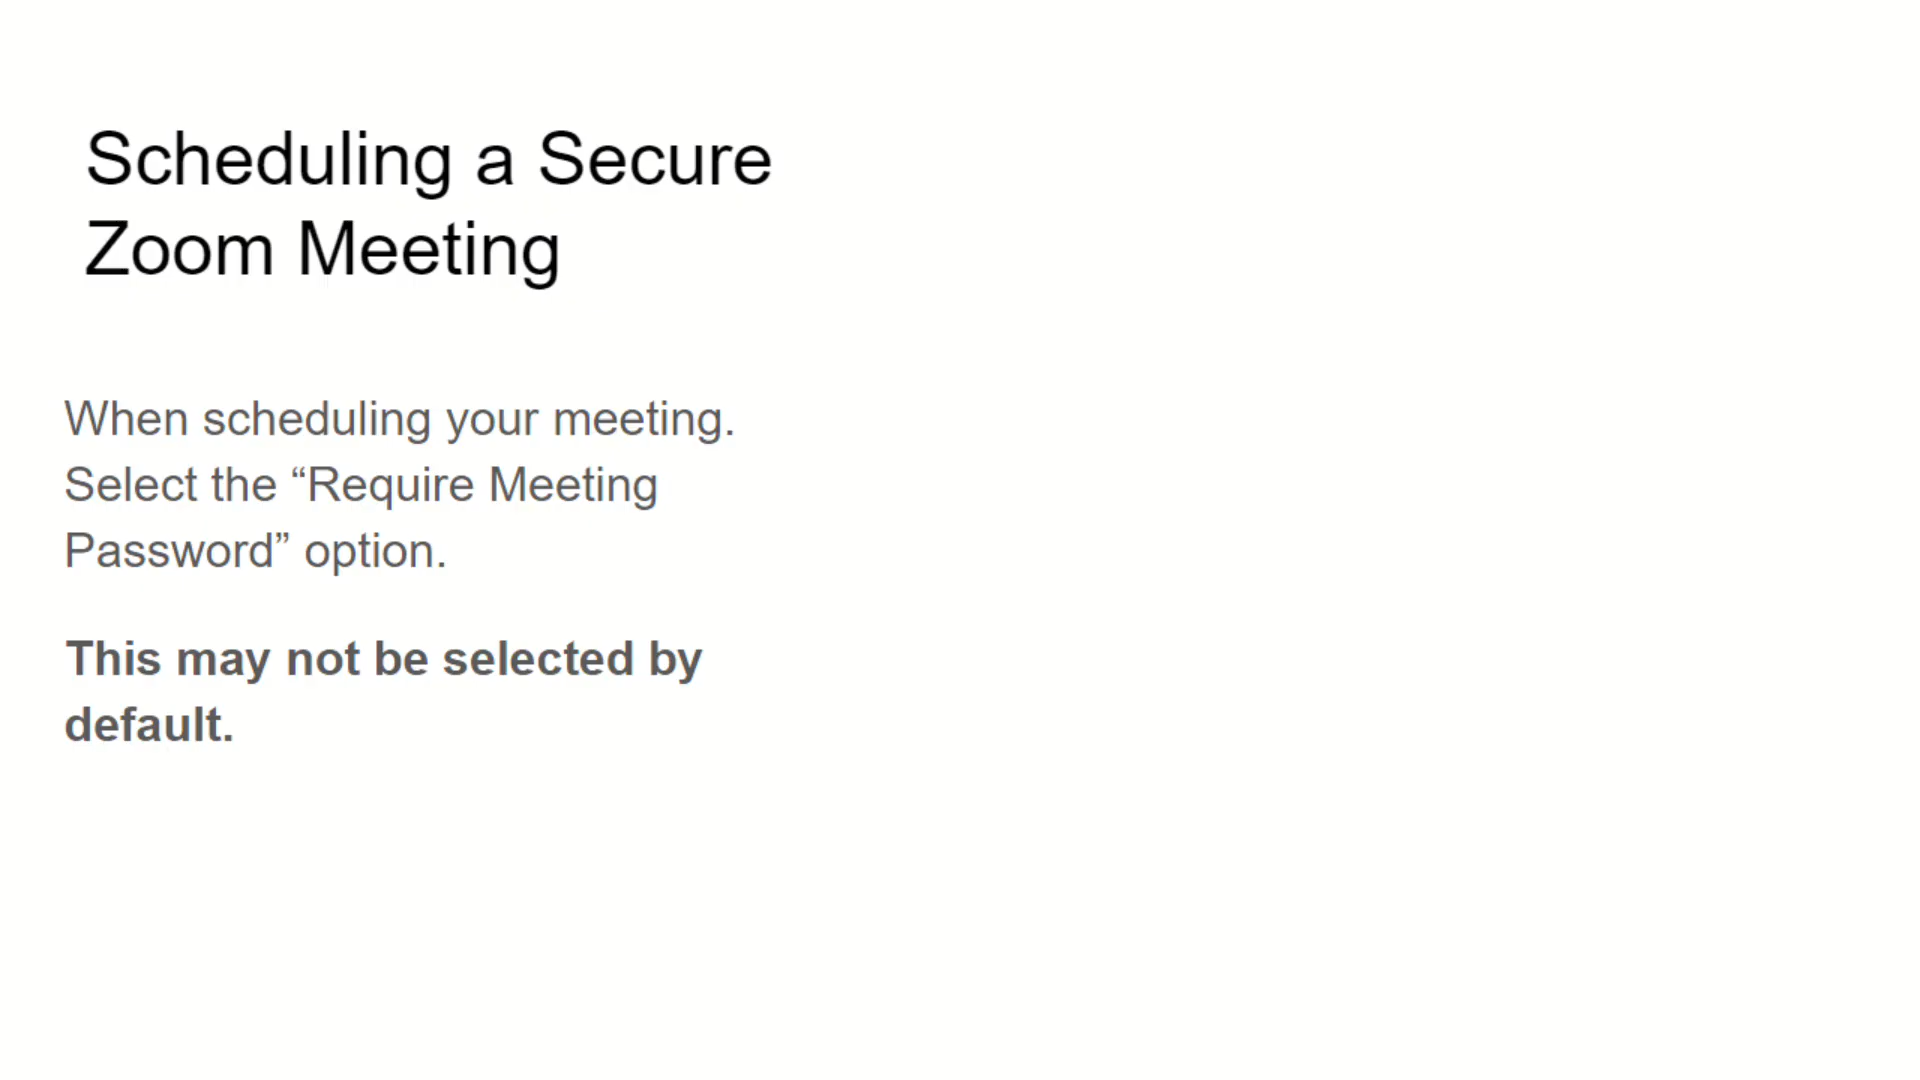 Scheduling a Secure
Zoom Meeting
When scheduling your meeting.
Select the “Require Meeting
Password” option.
This may not be selected by
default.